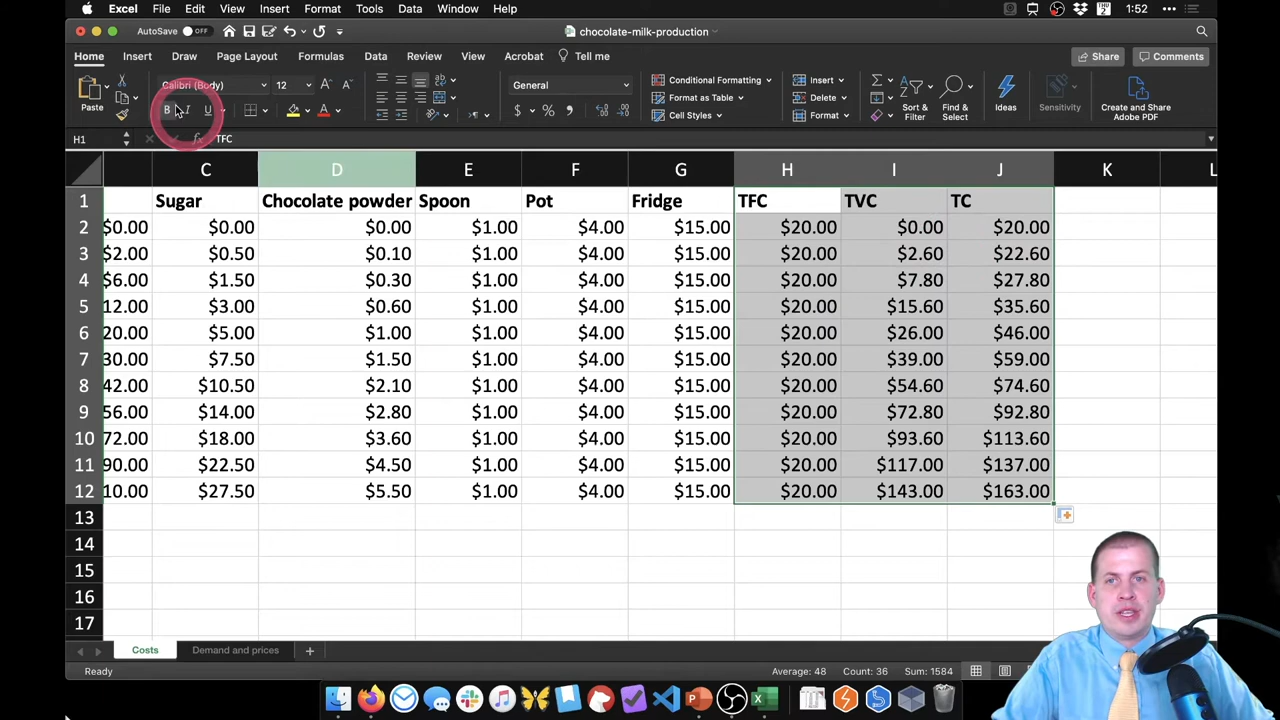 Excel File Edit View Insert Format Tools Data Window Help THU 2 1:52
AutoSave OFF chocolate-milk-production
Home Insert Draw Page Layout Formulas Data Review View Acrobat Tell me Share Comments
Paste Calibri (Body) 12 A A ab General Conditional Formatting Format as Table Cell Styles Insert Delete Format Sort & Filter Find & Select Ideas Sensitivity Create and Share Adobe PDF
B I U A $ % ,
H1 fx TFC
C D E F G H I J K L
1 Sugar Chocolate powder Spoon Pot Fridge TFC TVC TC
2 $0.00 $0.00 $0.00 $1.00 $4.00 $15.00 $20.00 $0.00 $20.00
3 $2.00 $0.50 $0.10 $1.00 $4.00 $15.00 $20.00 $2.60 $22.60
4 $6.00 $1.50 $0.30 $1.00 $4.00 $15.00 $20.00 $7.80 $27.80
5 12.00 $3.00 $0.60 $1.00 $4.00 $15.00 $20.00 $15.60 $35.60
6 20.00 $5.00 $1.00 $1.00 $4.00 $15.00 $20.00 $26.00 $46.00
7 30.00 $7.50 $1.50 $1.00 $4.00 $15.00 $20.00 $39.00 $59.00
8 42.00 $10.50 $2.10 $1.00 $4.00 $15.00 $20.00 $54.60 $74.60
9 56.00 $14.00 $2.80 $1.00 $4.00 $15.00 $20.00 $72.80 $92.80
10 72.00 $18.00 $3.60 $1.00 $4.00 $15.00 $20.00 $93.60 $113.60
11 90.00 $22.50 $4.50 $1.00 $4.00 $15.00 $20.00 $117.00 $137.00
12 10.00 $27.50 $5.50 $1.00 $4.00 $15.00 $20.00 $143.00 $163.00
13
14
15
16
17
Costs Demand and prices +
Ready Average: 48 Count: 36 Sum: 1584